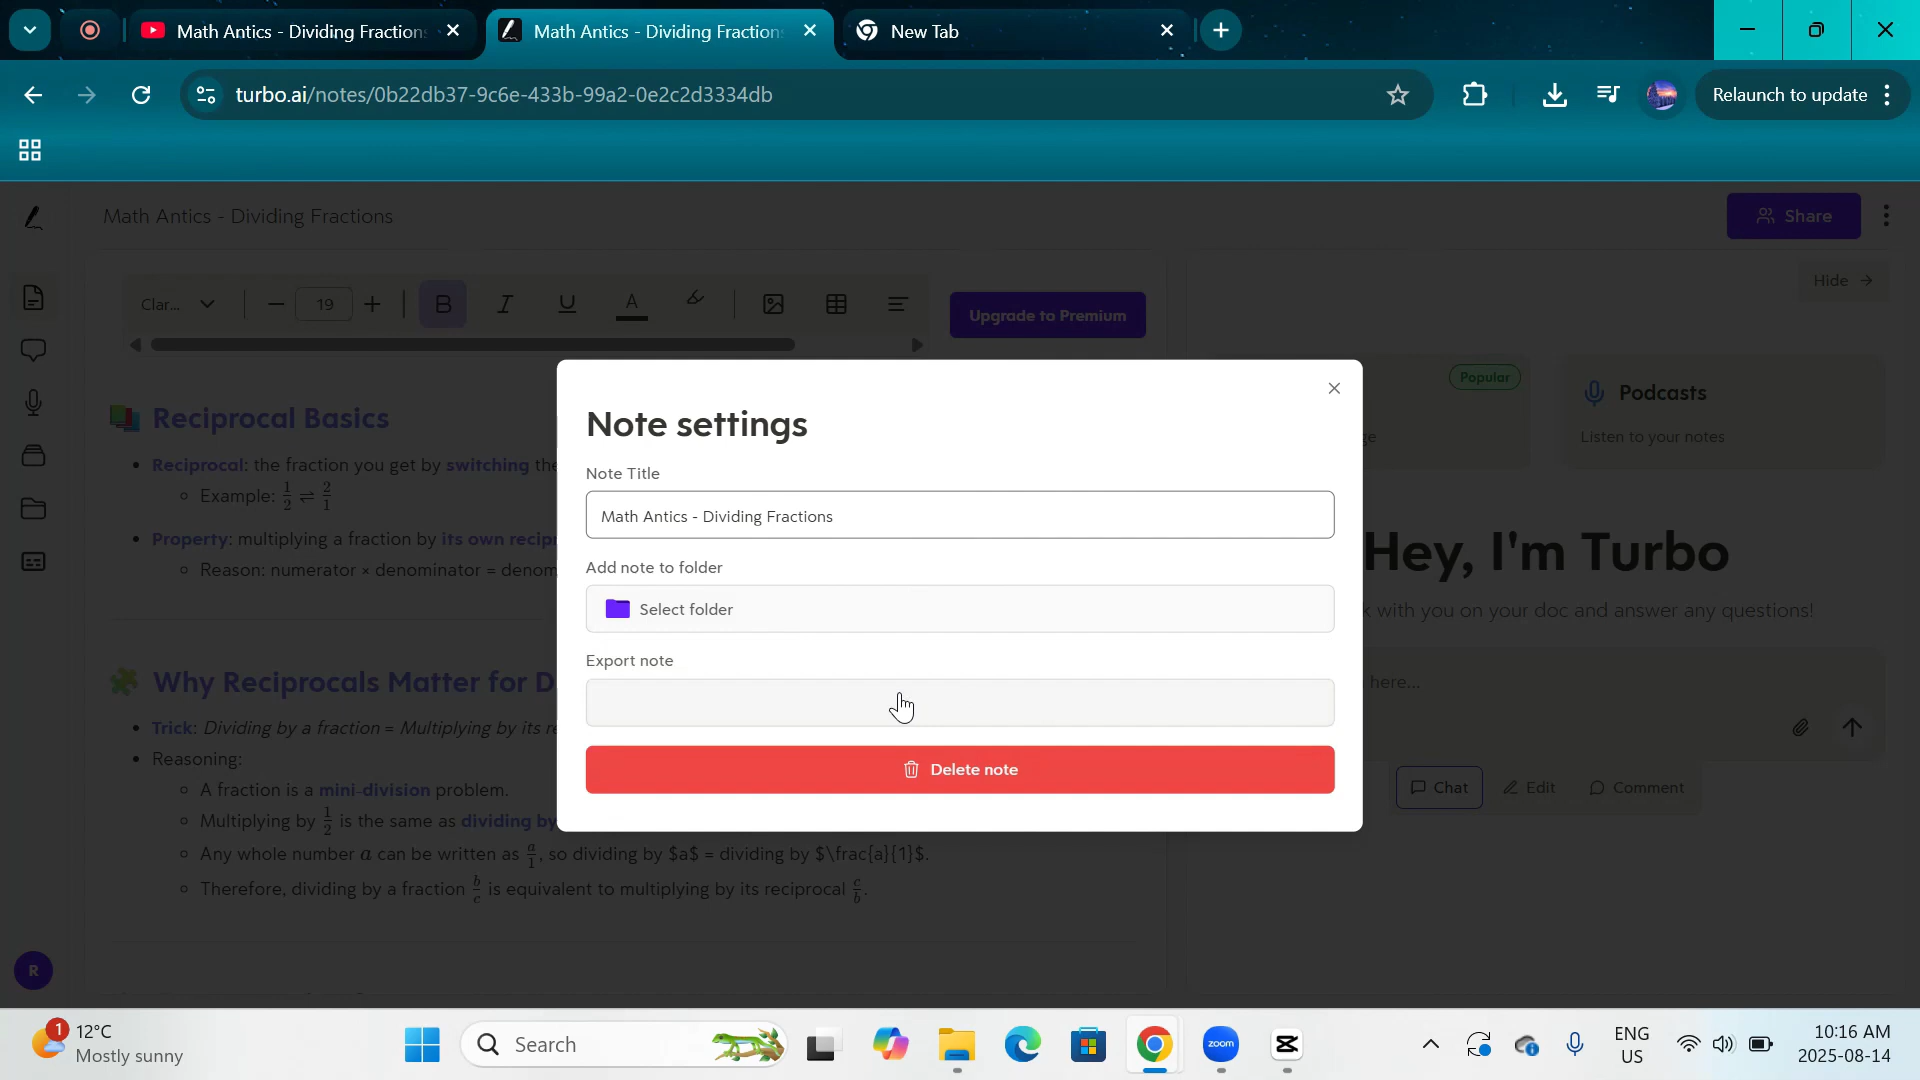 Math Antics - Dividing Fractions
Math Antics - Dividing Fractions
New Tab
turbo.ai/notes/0b22db37-9c6e-433b-99a2-0e2c2d3334db
Relaunch to update
Math Antics - Dividing Fractions
Share
Hide →
Clar...
19
B I U A
Upgrade to Premium
Popular
Podcasts
Listen to your notes
Reciprocal Basics
Reciprocal: the fraction you get by switching the
Example: 1/2 ⇌ 2/1
Property: multiplying a fraction by its own recip
Reason: numerator × denominator = denom
Why Reciprocals Matter for D
Trick: Dividing by a fraction = Multiplying by its re
Reasoning:
A fraction is a mini-division problem.
Multiplying by 1/2 is the same as dividing by
Any whole number a can be written as a/1, so dividing by $a$ = dividing by $\frac{a}{1}$.
Therefore, dividing by a fraction b/c is equivalent to multiplying by its reciprocal c/b.
Note settings
Note Title
Math Antics - Dividing Fractions
Add note to folder
Select folder
Export note
Delete note
Hey, I'm Turbo
with you on your doc and answer any questions!
here...
Chat
Edit
Comment
R
1
12°C
Mostly sunny
Search
zoom
ENG
US
10:16 AM
2025-08-14